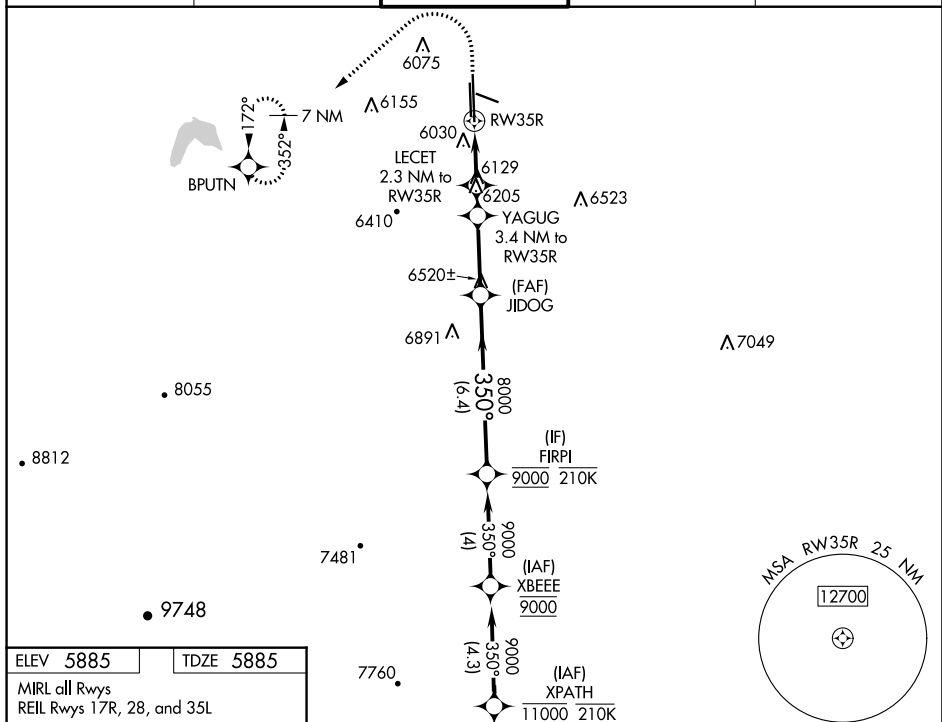 6075
6155
7 NM
172°
352°
BPUTN
RW35R
6030
LECET
2.3 NM to
RW35R
6129
6205
6523
6410
YAGUG
3.4 NM to
RW35R
6520±
(FAF)
JIDOG
6891
7049
8000
350°
(6.4)
8055
8812
(IF)
FIRPI
9000 210K
9000
350°
(4)
7481
(IAF)
XBEEE
9000
9748
9000
350°
(4.3)
7760
(IAF)
XPATH
11000 210K
MSA RW35R 25 NM
12700
ELEV 5885
TDZE 5885
MIRL all Rwys
REIL Rwys 17R, 28, and 35L